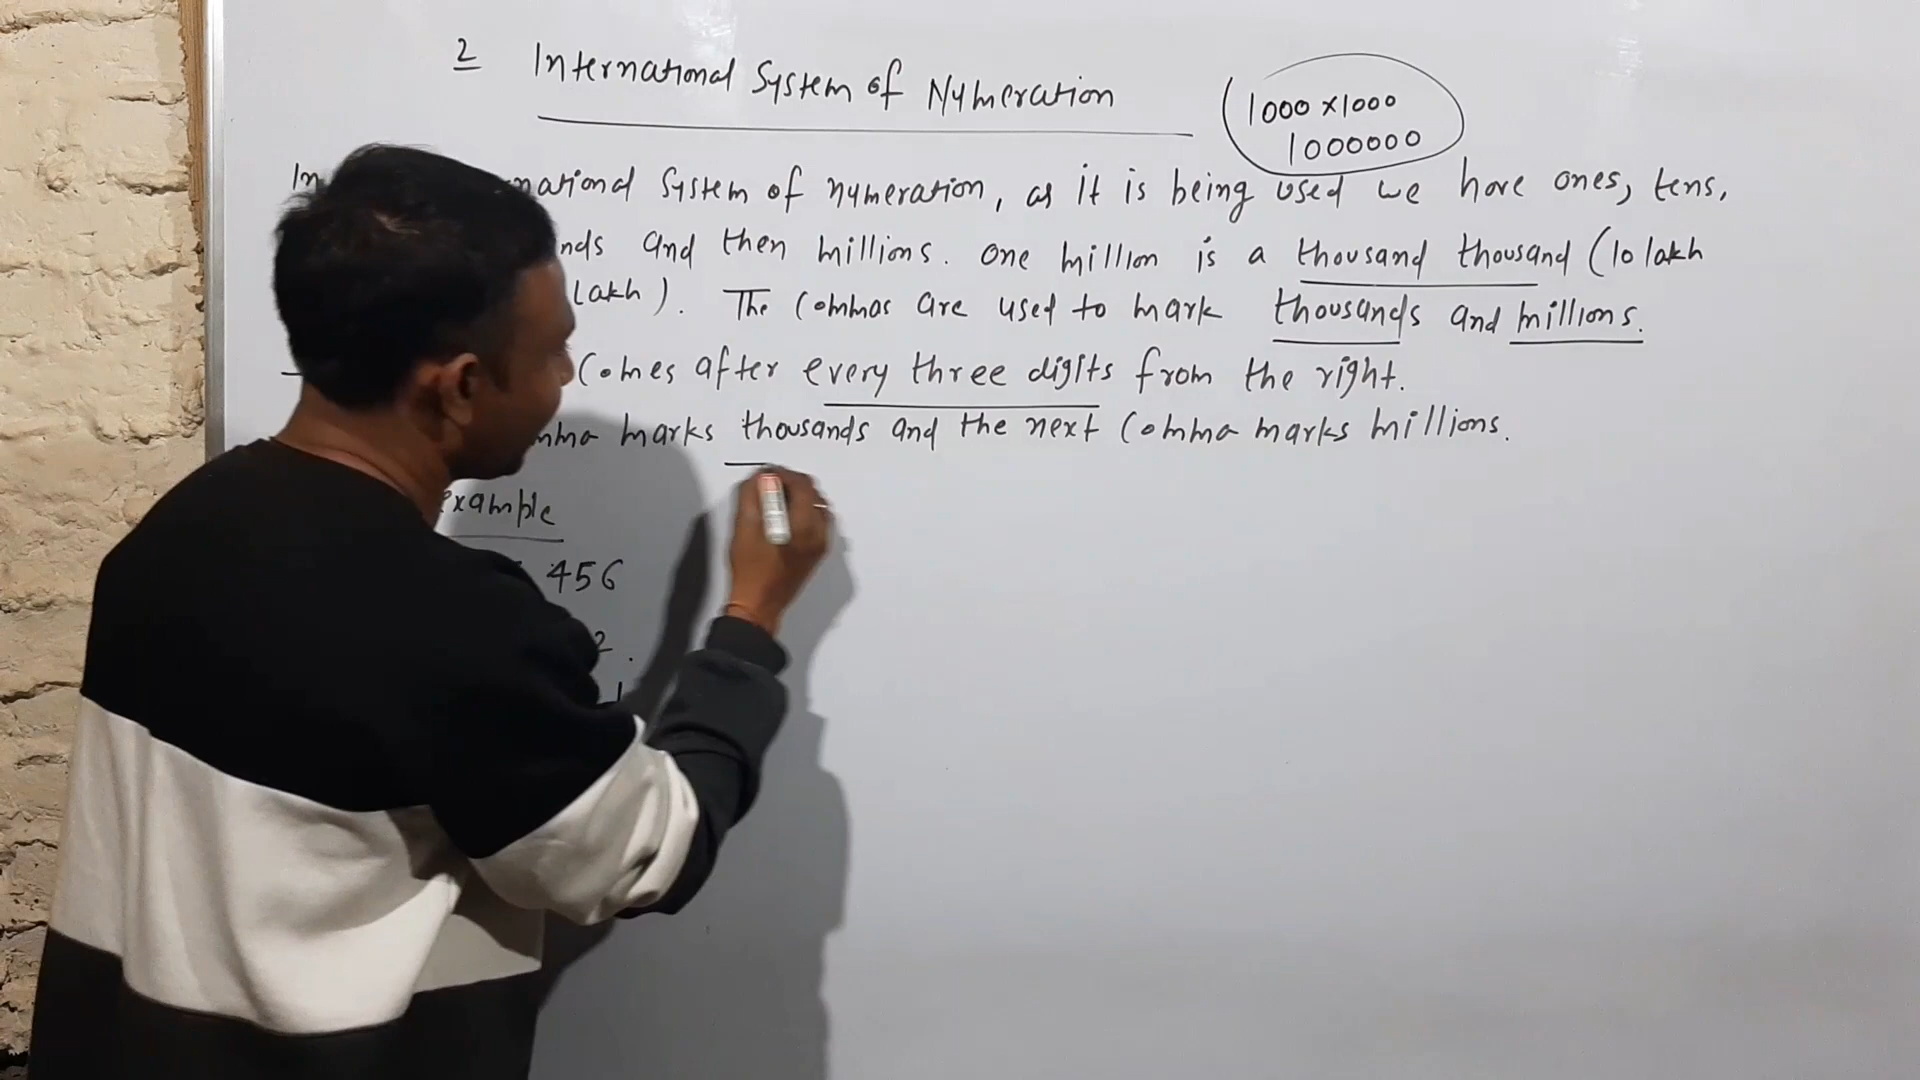 2 International System of Numeration
1000 x 1000
1000000
In national System of numeration, as it is being used we have ones, tens,
nds and then millions. One million is a thousand thousand (10 lakh
lakh). The Commas are used to mark thousands and millions.
Comes after every three digits from the right.
mma marks thousands and the next Comma marks millions.
example
456
2.